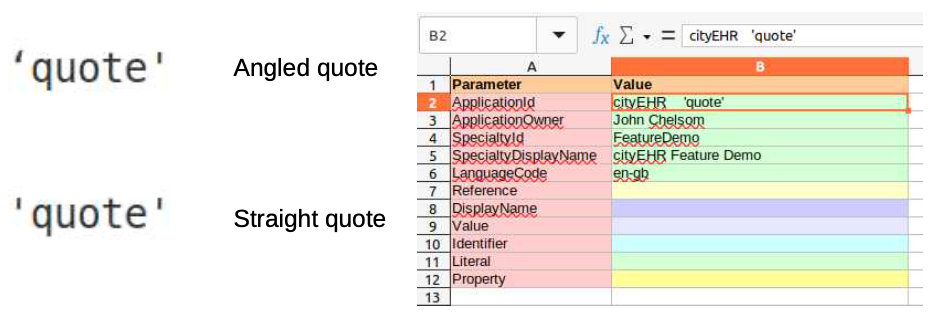 ‘quote' Angled quote
'quote' Straight quote
B2 fx Σ = cityEHR 'quote'
A B
1 Parameter Value
2 ApplicationId cityEHR 'quote'
3 ApplicationOwner John Chelsom
4 SpecialtyId FeatureDemo
5 SpecialtyDisplayName cityEHR Feature Demo
6 LanguageCode en-gb
7 Reference
8 DisplayName
9 Value
10 Identifier
11 Literal
12 Property
13